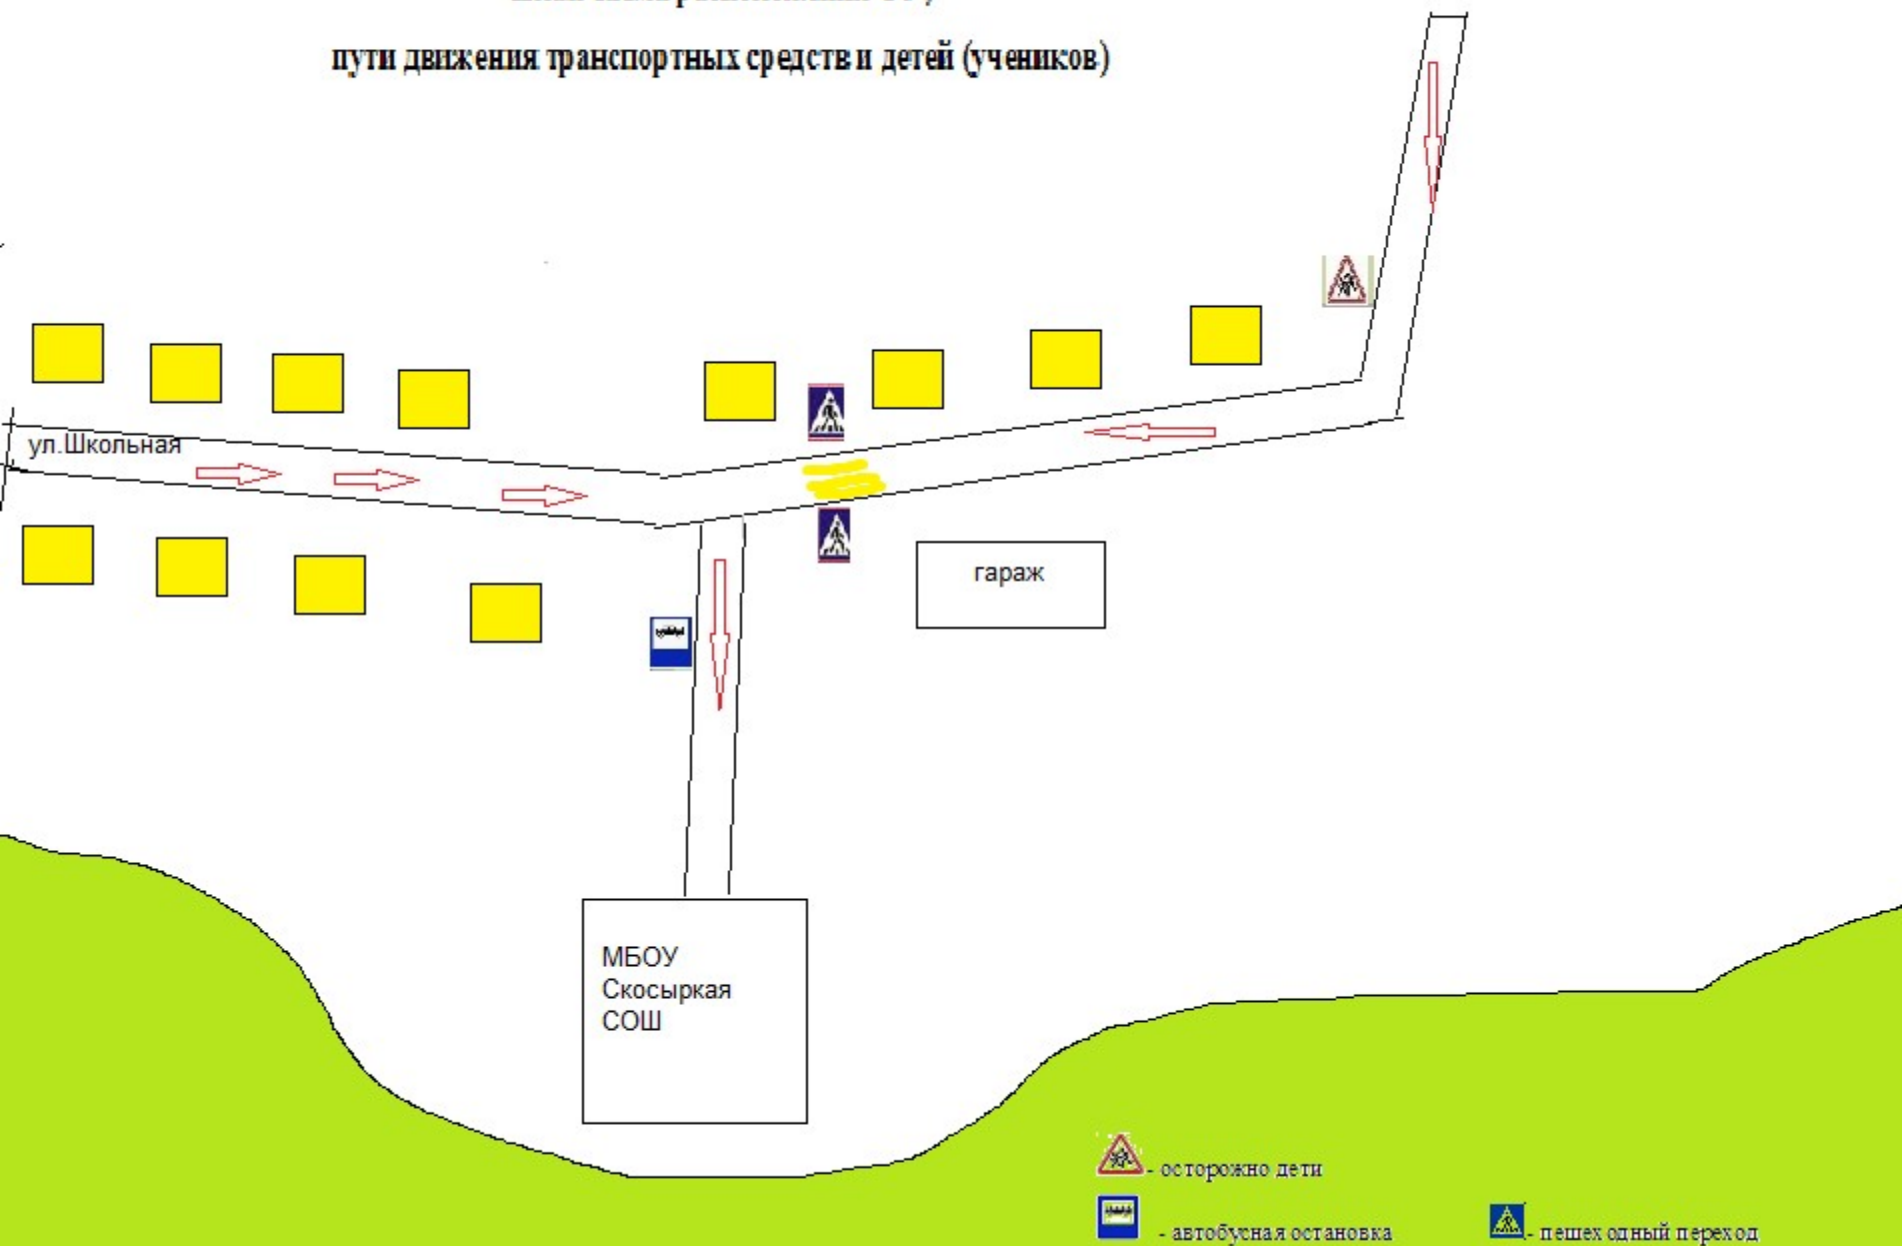 пути движения транспортных средств и детей (учеников)
ул.Школьная
гараж
МБОУ
Скосыркая
СОШ
- осторожно дети
- автобусная остановка
- пешеходный переход